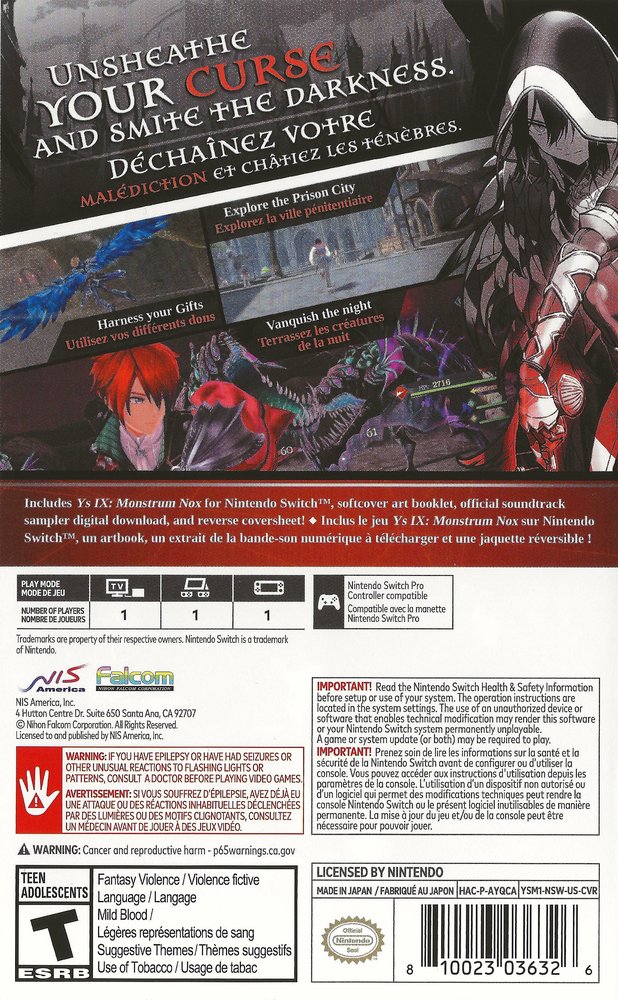 UNSHEATHE
YOUR CURSE
AND SMITE THE DARKNESS.
DÉCHAÎNEZ VOTRE
MALÉDICTION ET CHÂTIEZ LES TÉNÈBRES.
Explore the Prison City
Explorez la ville pénitentiaire
Harness your Gifts
Utilisez vos différents dons
Vanquish the night
Terrassez les créatures
de la nuit
2716
60
61
Includes Ys IX: Monstrum Nox for Nintendo Switch™, softcover art booklet, official soundtrack
sampler digital download, and reverse coversheet! ◆ Inclus le jeu Ys IX: Monstrum Nox sur Nintendo
Switch™, un artbook, un extrait de la bande-son numérique à télécharger et une jaquette réversible !
PLAY MODE
MODE DE JEU
TV
NUMBER OF PLAYERS
NOMBRE DE JOUEURS
1 1 1
Nintendo Switch Pro
Controller compatible
Compatible avec la manette
Nintendo Switch Pro
Trademarks are property of their respective owners. Nintendo Switch is a trademark
of Nintendo.
NIS
America
Falcom
NIHON FALCOM CORPORATION
NIS America, Inc.
4 Hutton Centre Dr. Suite 650 Santa Ana, CA 92707
© Nihon Falcom Corporation. All Rights Reserved.
Licensed to and published by NIS America, Inc.
WARNING: IF YOU HAVE EPILEPSY OR HAVE HAD SEIZURES OR
OTHER UNUSUAL REACTIONS TO FLASHING LIGHTS OR
PATTERNS, CONSULT A DOCTOR BEFORE PLAYING VIDEO GAMES.
AVERTISSEMENT: SI VOUS SOUFFREZ D'ÉPILEPSIE, AVEZ DÉJÀ EU
UNE ATTAQUE OU DES RÉACTIONS INHABITUELLES DÉCLENCHÉES
PAR DES LUMIÈRES OU DES MOTIFS CLIGNOTANTS, CONSULTEZ
UN MÉDECIN AVANT DE JOUER À DES JEUX VIDÉO.
IMPORTANT! Read the Nintendo Switch Health & Safety Information
before setup or use of your system. The operation instructions are
located in the system settings. The use of an unauthorized device or
software that enables technical modification may render this software
or your Nintendo Switch system permanently unplayable.
A game or system update (or both) may be required to play.
IMPORTANT! Prenez soin de lire les informations sur la santé et la
sécurité de la Nintendo Switch avant de configurer ou d'utiliser la
console. Vous pouvez accéder aux instructions d'utilisation depuis les
paramètres de la console. L'utilisation d'un dispositif non autorisé ou
d'un logiciel qui permet des modifications techniques peut rendre la
console Nintendo Switch ou le présent logiciel inutilisables de manière
permanente. La mise à jour du jeu et/ou de la console peut être
nécessaire pour pouvoir jouer.
WARNING: Cancer and reproductive harm - p65warnings.ca.gov
TEEN
ADOLESCENTS
T
ESRB
Fantasy Violence / Violence fictive
Language / Langage
Mild Blood /
Légères représentations de sang
Suggestive Themes / Thèmes suggestifs
Use of Tobacco / Usage de tabac
LICENSED BY NINTENDO
MADE IN JAPAN / FABRIQUÉ AU JAPON HAC-P-AYQCA YSM1-NSW-US-CVR
Official
Nintendo
Seal
8 10023 03632 6